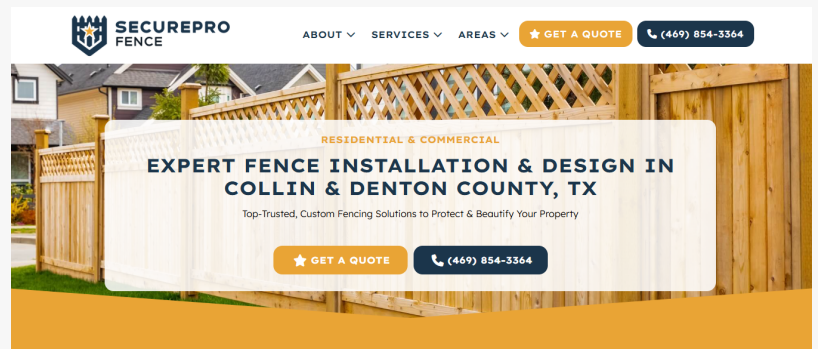 SECUREPRO
FENCE
ABOUT
SERVICES
AREAS
GET A QUOTE
(469) 854-3364
RESIDENTIAL & COMMERCIAL
EXPERT FENCE INSTALLATION & DESIGN IN
COLLIN & DENTON COUNTY, TX
Top-Trusted, Custom Fencing Solutions to Protect & Beautify Your Property
GET A QUOTE
(469) 854-3364